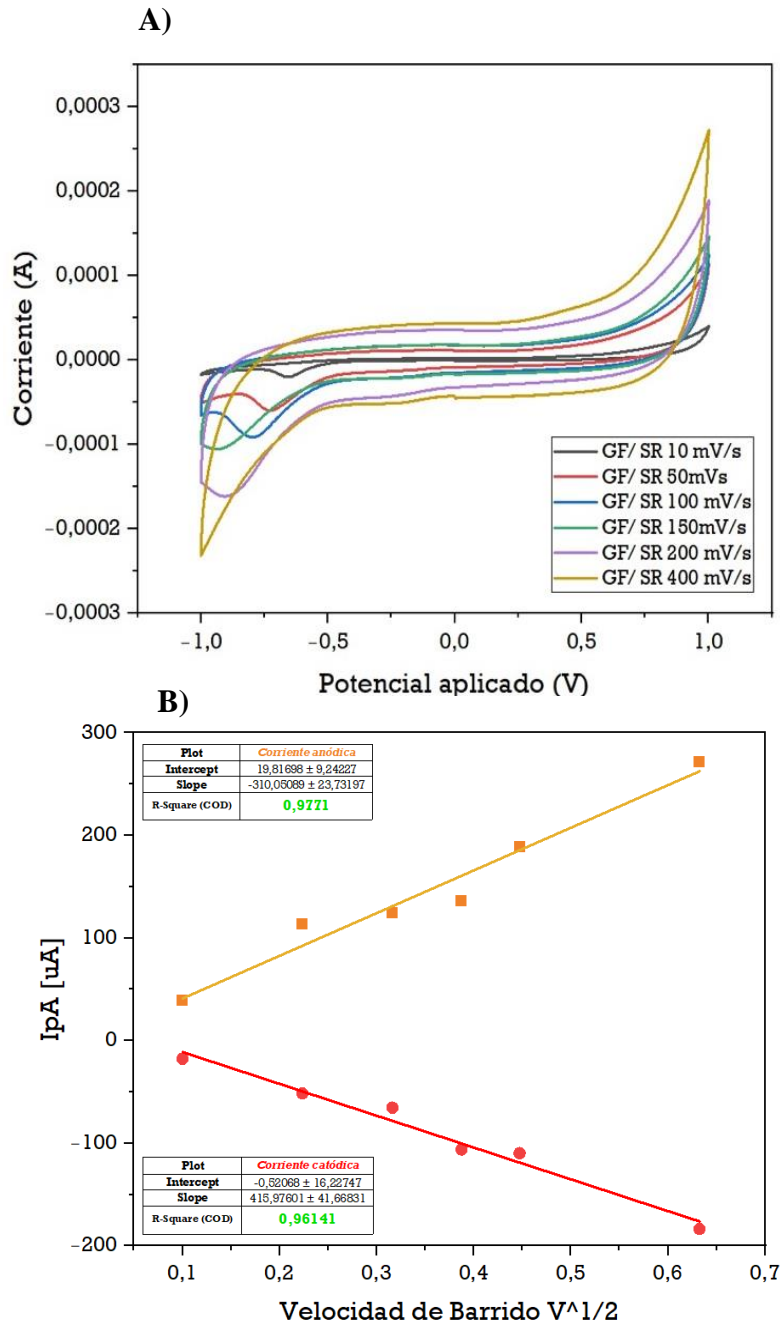 A)
0,0003
0,0002
0,0001
0,0000
−0,0001
−0,0002
−0,0003
Corriente (A)
GF/ SR 10 mV/s
GF/ SR 50mVs
GF/ SR 100 mV/s
GF/ SR 150mV/s
GF/ SR 200 mV/s
GF/ SR 400 mV/s
−1,0 −0,5 0,0 0,5 1,0
Potencial aplicado (V)
B)
300
200
100
0
−100
−200
IpA [uA]
Plot Corriente anódica
Intercept 19,81698 ± 9,24227
Slope -310,05089 ± 23,73197
R-Square (COD) 0,9771
Plot Corriente catódica
Intercept -0,52068 ± 16,22747
Slope 415,97601 ± 41,66831
R-Square (COD) 0,96141
0,1 0,2 0,3 0,4 0,5 0,6 0,7
Velocidad de Barrido V^1/2